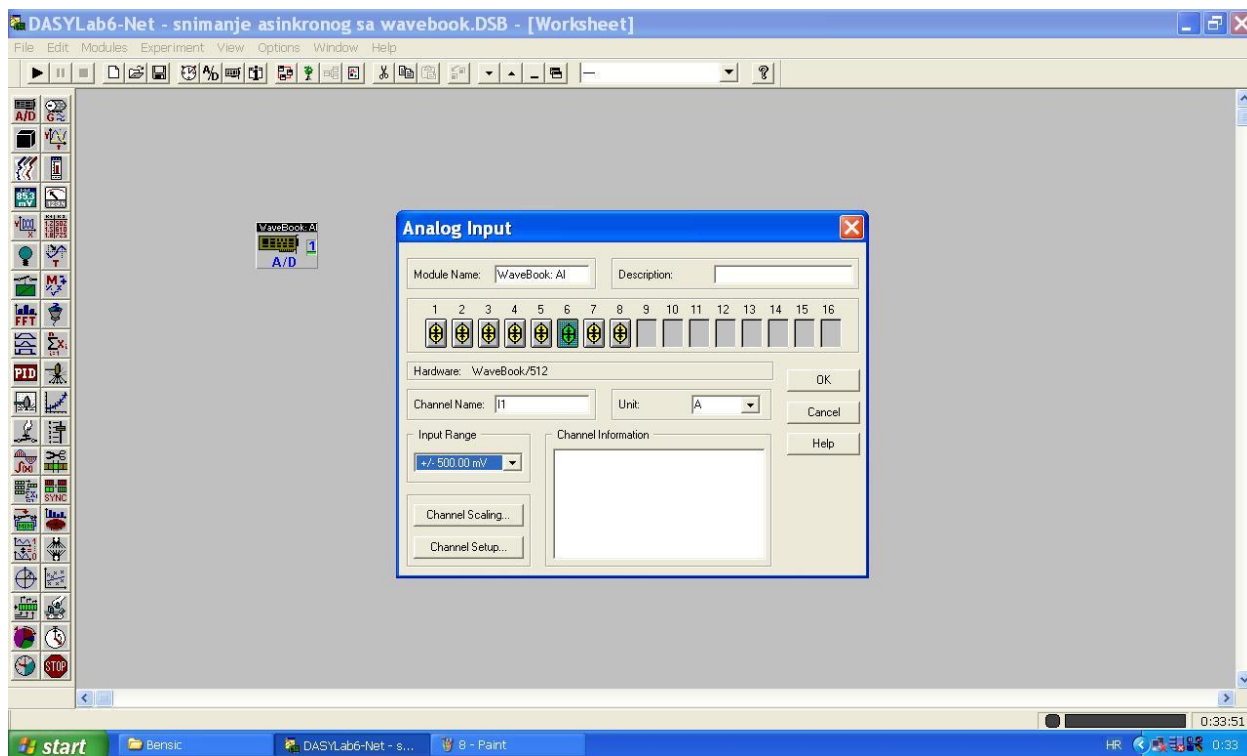 DASYLab6-Net - snimanje asinkronog sa wavebook.DSB - [Worksheet]
File Edit Modules Experiment View Options Window Help
A/D
WaveBook: AI
1
A/D
FFT
PID
SYNC
STOP
Analog Input
Module Name: WaveBook: AI Description:
1 2 3 4 5 6 7 8 9 10 11 12 13 14 15 16
Hardware: WaveBook/512
OK
Channel Name: I1 Unit: A
Cancel
Input Range Channel Information
Help
+/- 500.00 mV
Channel Scaling...
Channel Setup...
0:33:51
start Bensic DASYLab6-Net - s... 8 - Paint HR 0:33